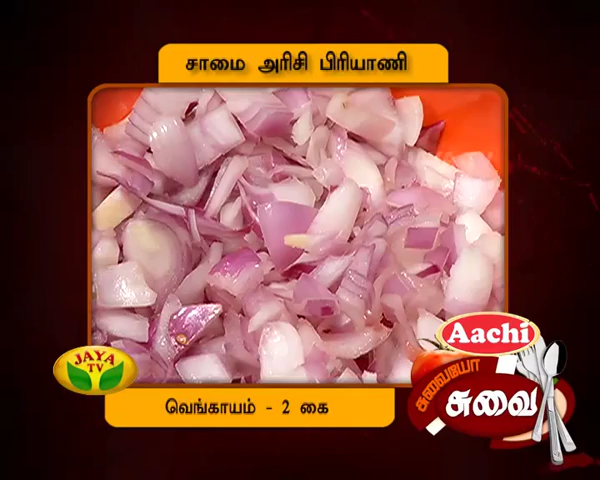 சாமை அரிசி பிரியாணி
JAYA
TV
Aachi
சுவையோ
சுவை
வெங்காயம் - 2 கை